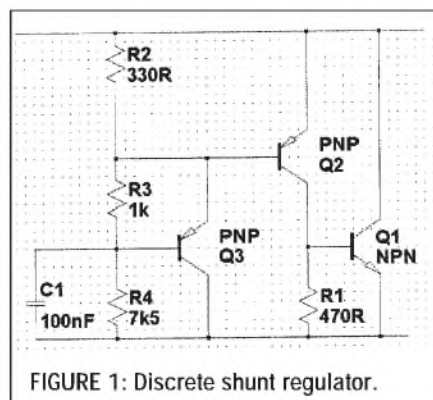 R2
330R
PNP
Q2
R3
1k
PNP
Q3
Q1
NPN
C1
100nF
R4
7k5
R1
470R
FIGURE 1: Discrete shunt regulator.